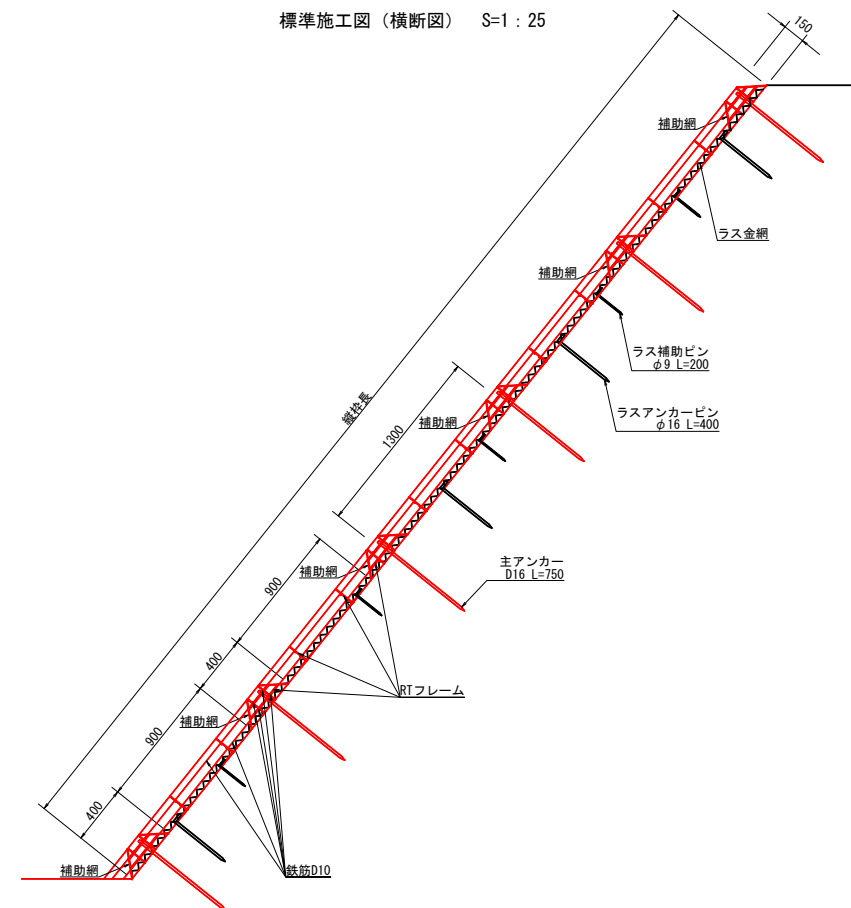 標準施工図（横断図） S=1：25
150
補助網
ラス金網
補助網
ラス補助ピン
φ9 L=200
縦枠長
1300
補助網
ラスアンカーピン
φ16 L=400
主アンカー
D16 L=750
補助網
900
400
RTフレーム
補助網
900
400
補助網
鉄筋D10